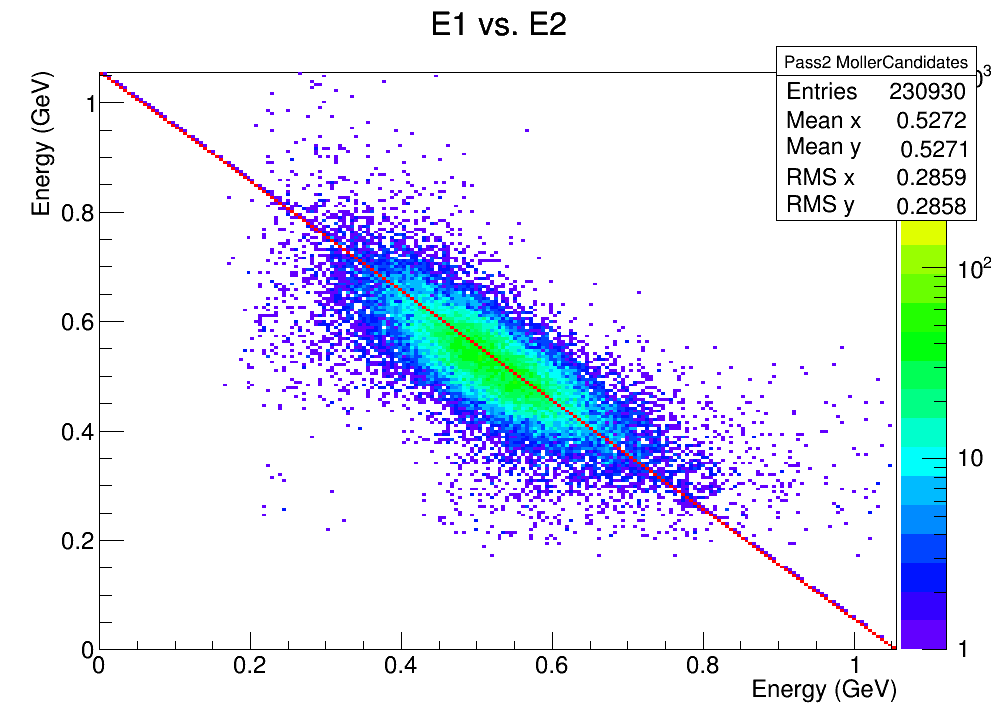 E1 vs. E2
Energy (GeV)
Pass2 MollerCandidates
Entries 230930
Mean x 0.5272
Mean y 0.5271
RMS x 0.2859
RMS y 0.2858
1
0.8
0.6
0.4
0.2
0
0 0.2 0.4 0.6 0.8 1
Energy (GeV)
10²
10
1